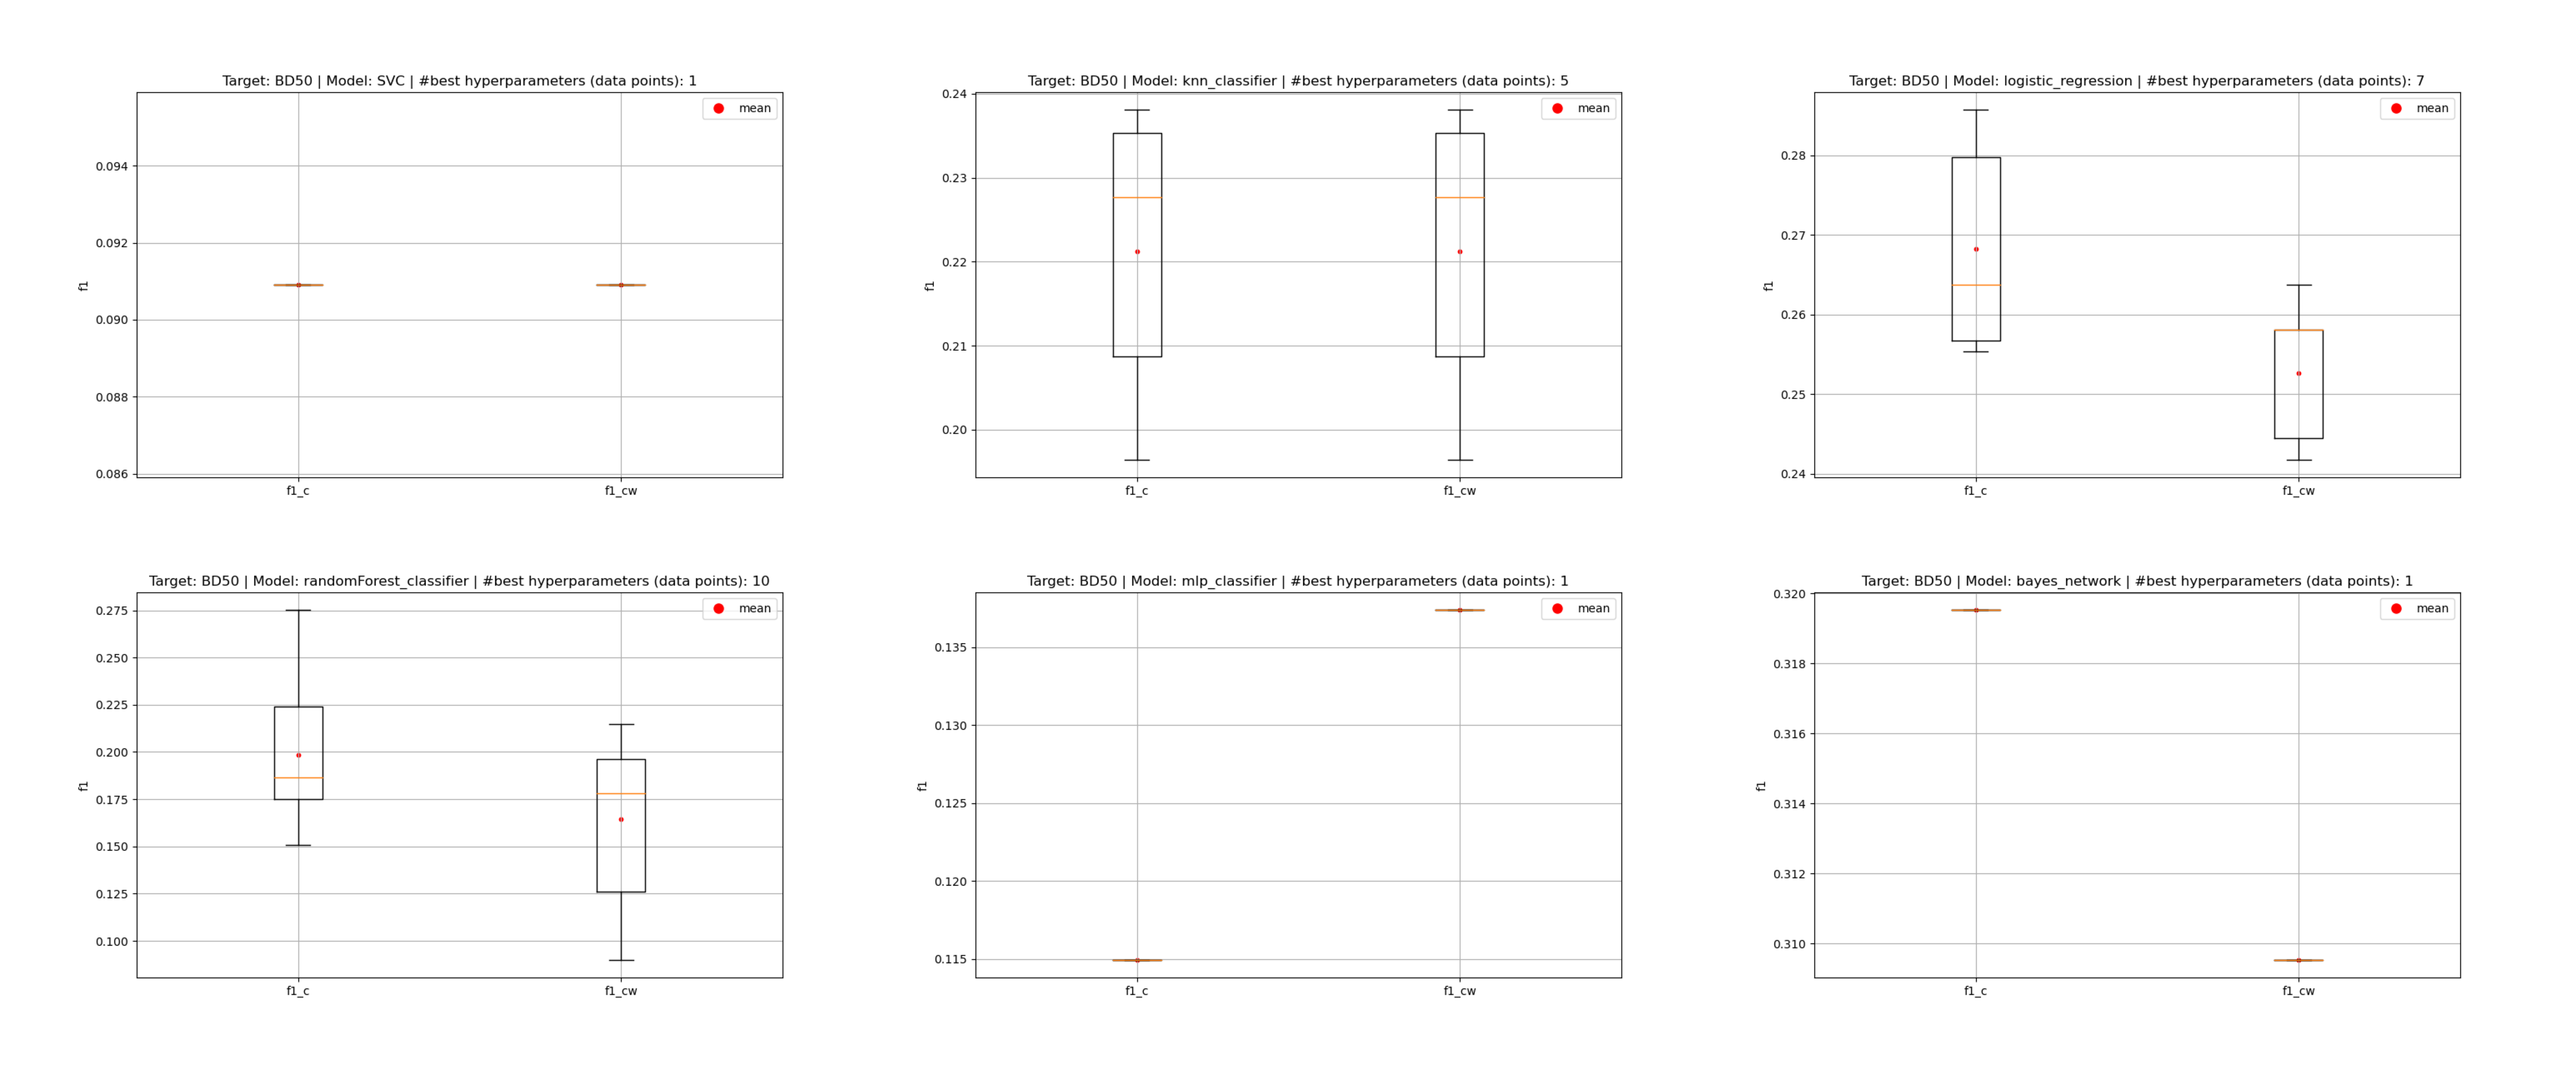 Target: BD50 | Model: SVC | #best hyperparameters (data points): 1
mean
0.094
0.092
0.090
0.088
0.086
f1
f1_c
f1_cw
Target: BD50 | Model: knn_classifier | #best hyperparameters (data points): 5
mean
0.24
0.23
0.22
0.21
0.20
f1
f1_c
f1_cw
Target: BD50 | Model: logistic_regression | #best hyperparameters (data points): 7
mean
0.28
0.27
0.26
0.25
0.24
f1
f1_c
f1_cw
Target: BD50 | Model: randomForest_classifier | #best hyperparameters (data points): 10
mean
0.275
0.250
0.225
0.200
0.175
0.150
0.125
0.100
f1
f1_c
f1_cw
Target: BD50 | Model: mlp_classifier | #best hyperparameters (data points): 1
mean
0.135
0.130
0.125
0.120
0.115
f1
f1_c
f1_cw
Target: BD50 | Model: bayes_network | #best hyperparameters (data points): 1
mean
0.320
0.318
0.316
0.314
0.312
0.310
f1
f1_c
f1_cw